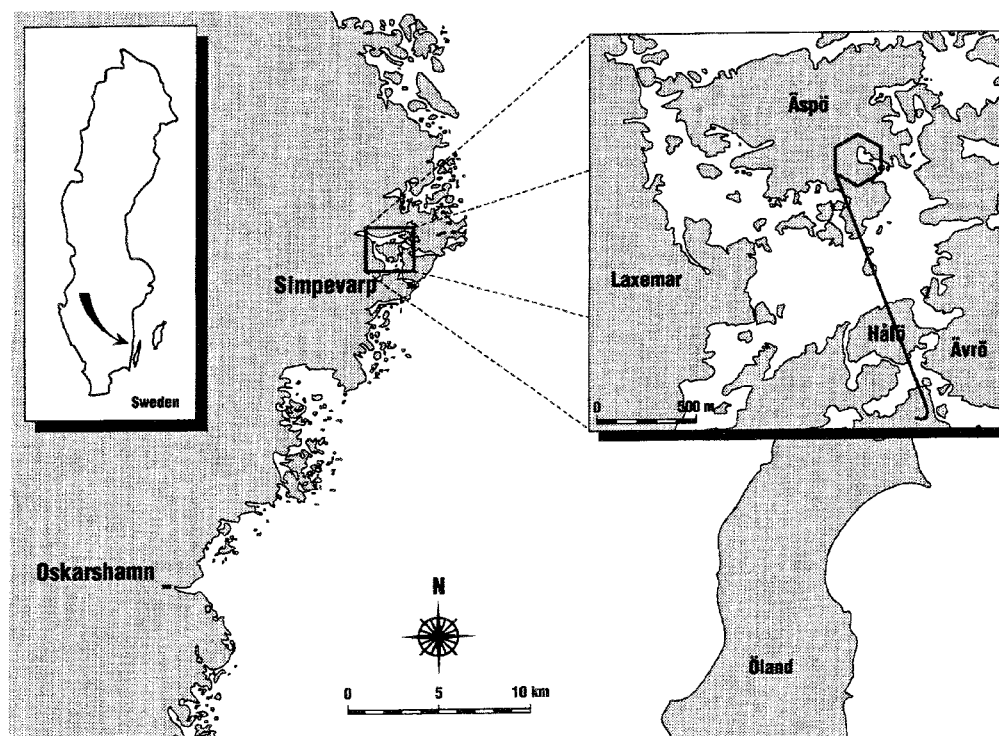 Sweden
Simpevarp
Oskarshamn
N
0 5 10 km
Äspö
Laxemar
Hålö
Ävrö
0 500 m
Öland